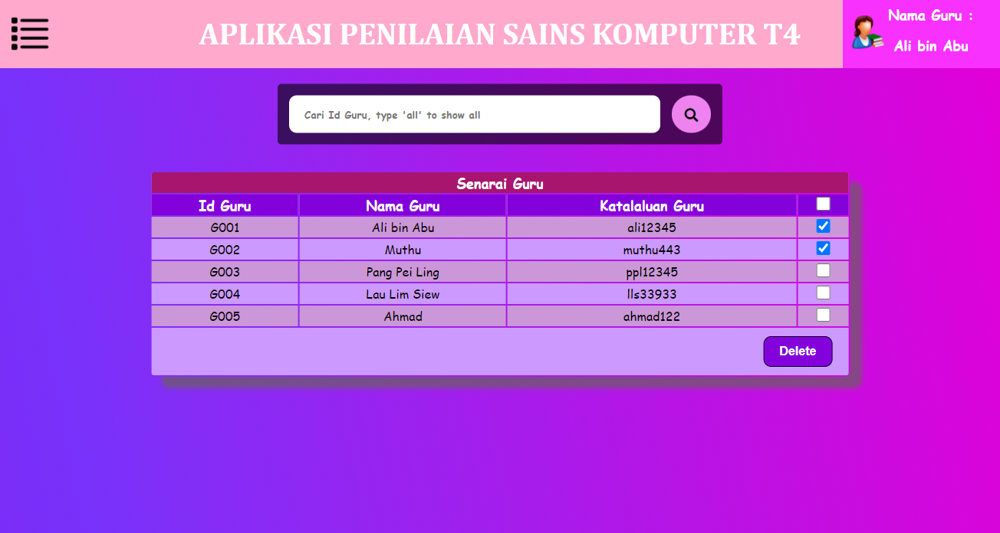 APLIKASI PENILAIAN SAINS KOMPUTER T4
Nama Guru :
Ali bin Abu
Cari Id Guru, type 'all' to show all
Senarai Guru
Id Guru Nama Guru Katalaluan Guru
G001 Ali bin Abu ali12345
G002 Muthu muthu443
G003 Pang Pei Ling ppl12345
G004 Lau Lim Siew lls33933
G005 Ahmad ahmad122
Delete